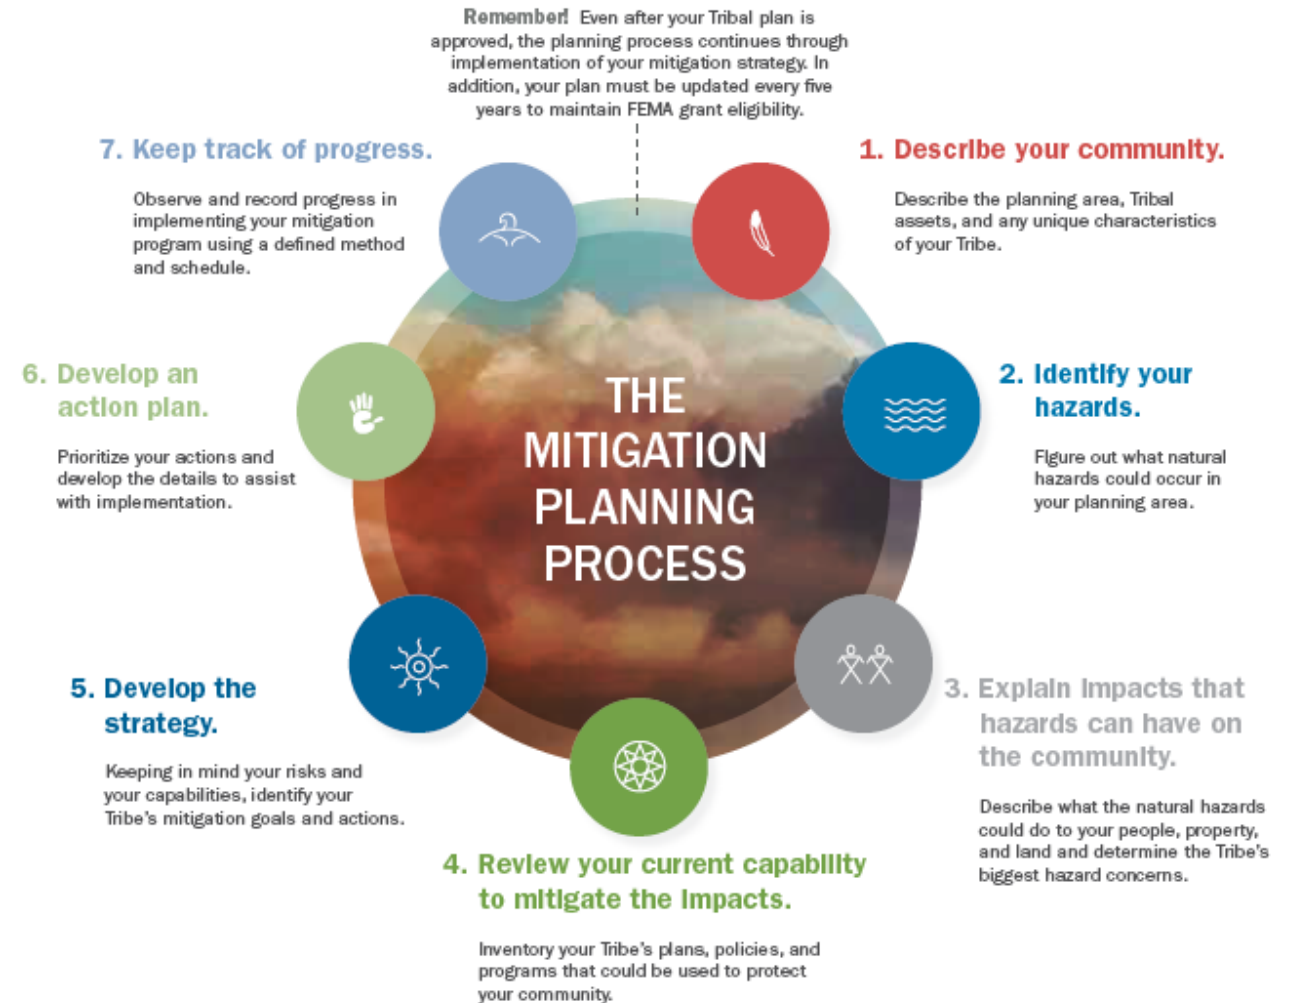 Remember! Even after your Tribal plan is
approved, the planning process continues through
implementation of your mitigation strategy. In
addition, your plan must be updated every five
years to maintain FEMA grant eligibility.
1. Describe your community.
Describe the planning area, Tribal
assets, and any unique characteristics
of your Tribe.
2. Identify your
hazards.
Figure out what natural
hazards could occur in
your planning area.
3. Explain impacts that
hazards can have on
the community.
Describe what the natural hazards
could do to your people, property,
and land and determine the Tribe's
biggest hazard concerns.
4. Review your current capability
to mitigate the impacts.
Inventory your Tribe's plans, policies, and
programs that could be used to protect
your community.
5. Develop the
strategy.
Keeping in mind your risks and
your capabilities, identify your
Tribe's mitigation goals and actions.
6. Develop an
action plan.
Prioritize your actions and
develop the details to assist
with implementation.
7. Keep track of progress.
Observe and record progress in
implementing your mitigation
program using a defined method
and schedule.
THE
MITIGATION
PLANNING
PROCESS